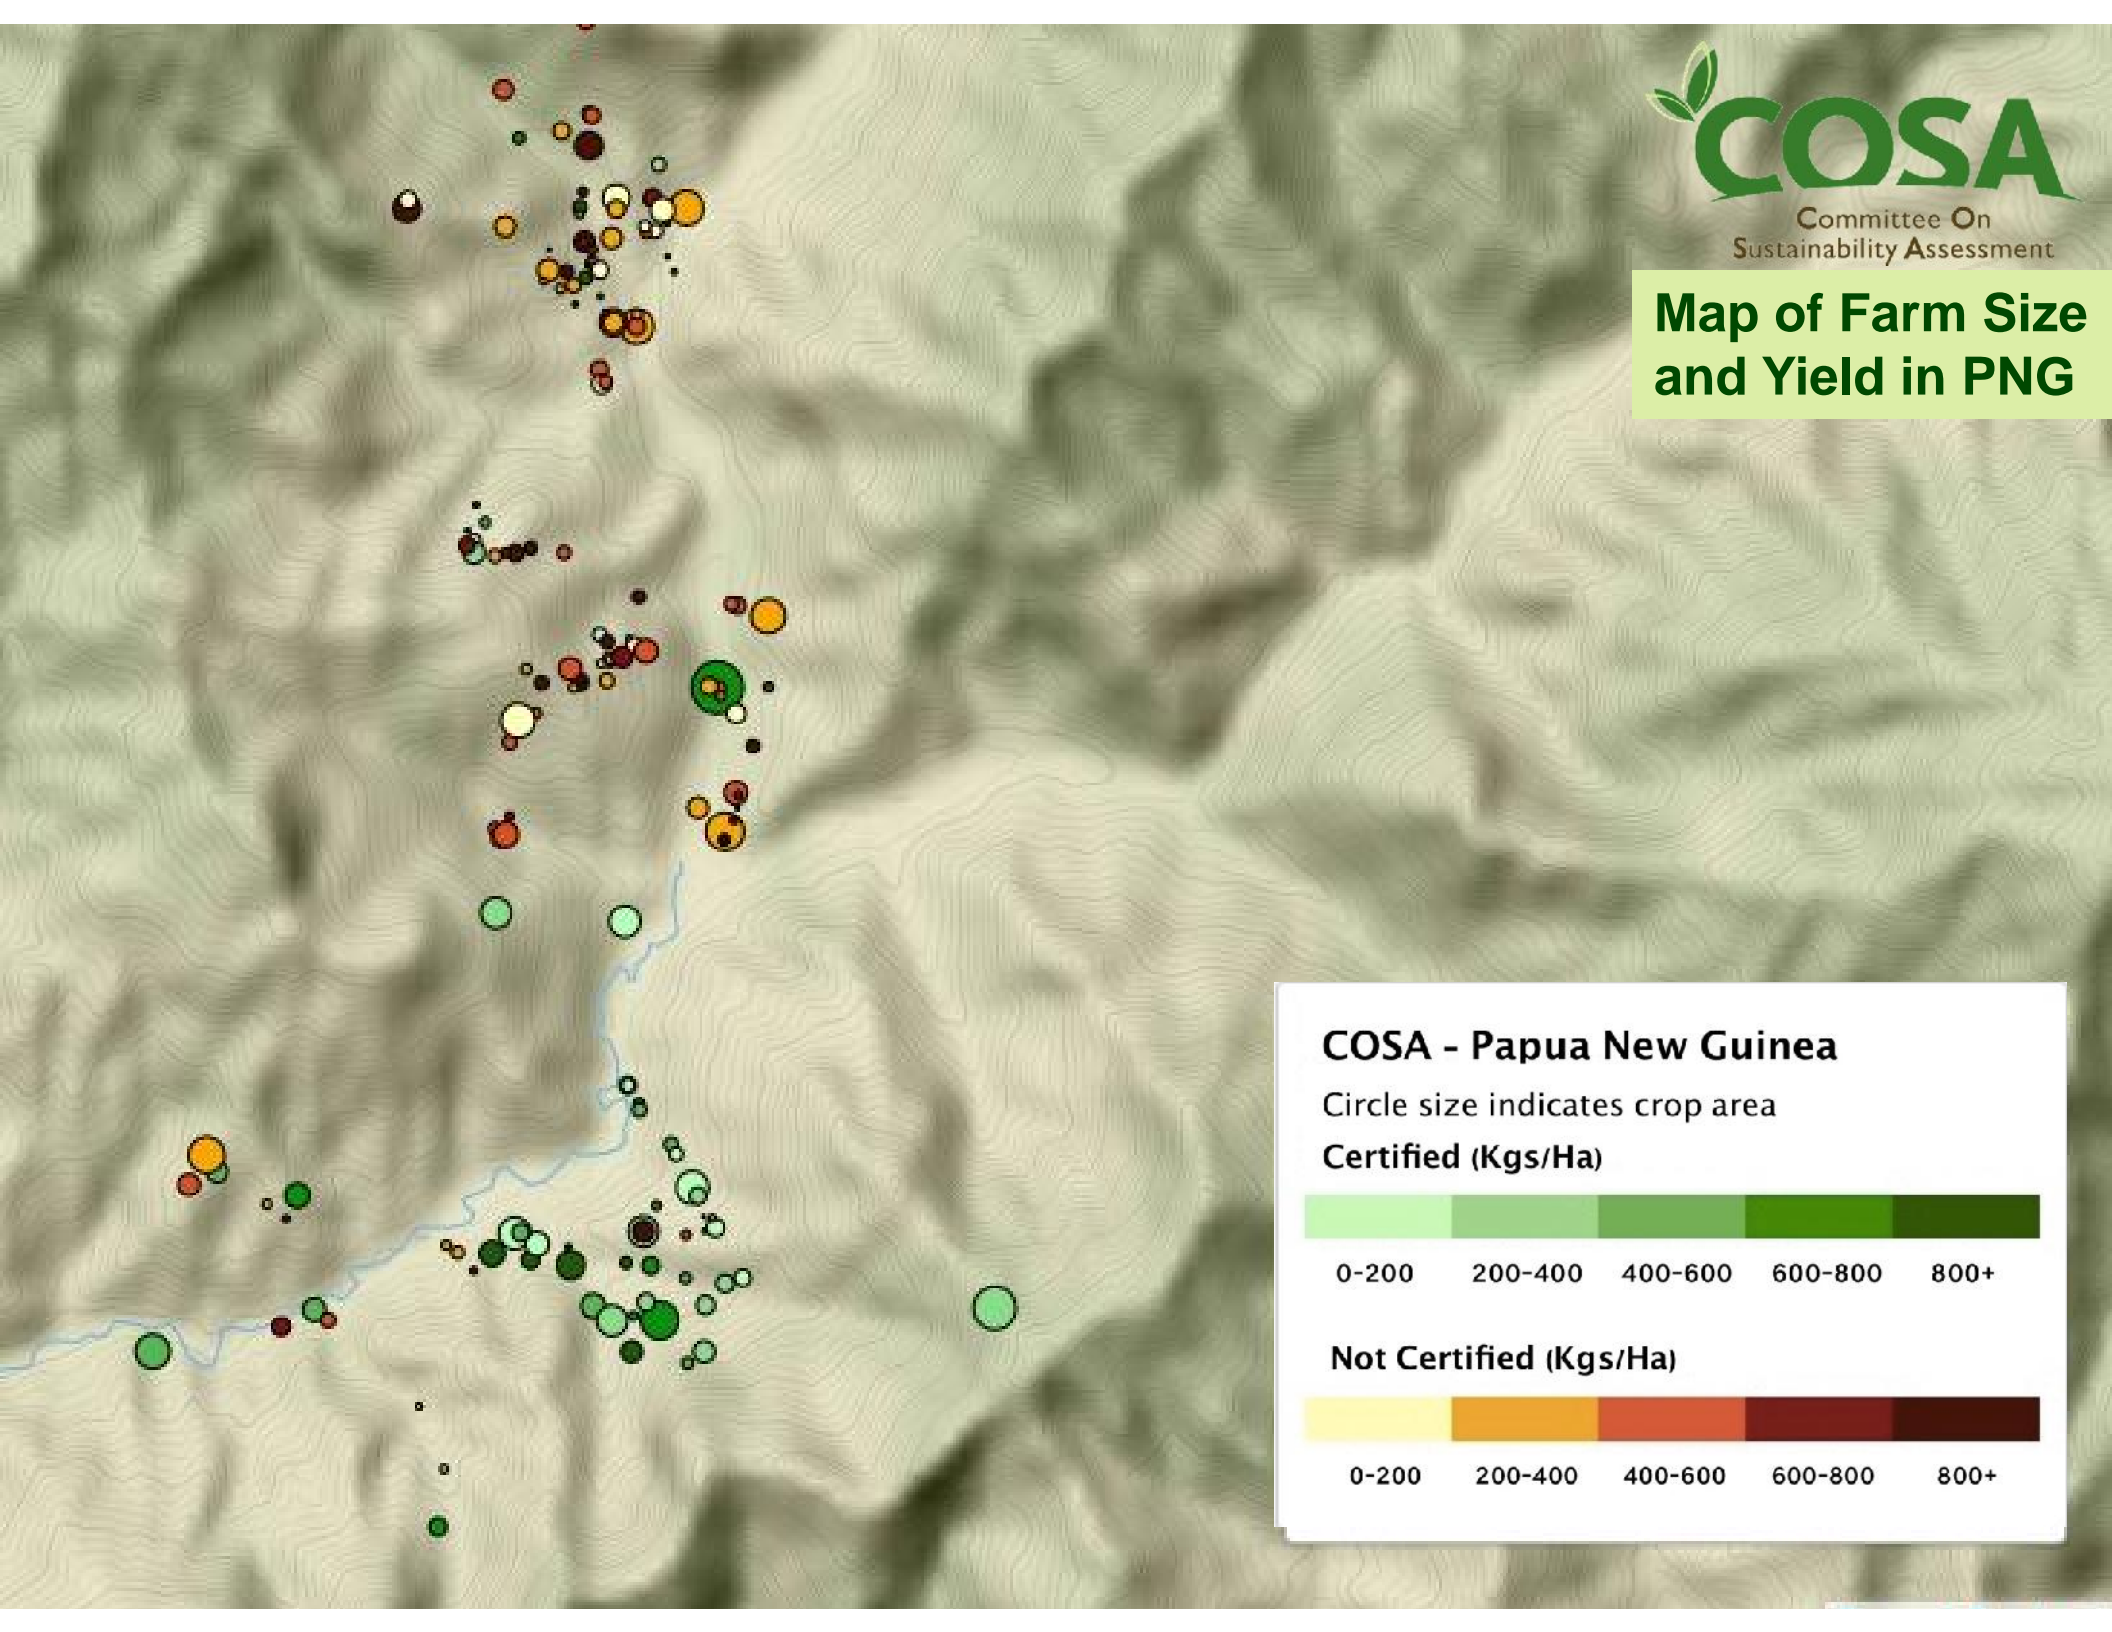 COSA
Committee On
Sustainability Assessment
Map of Farm Size
and Yield in PNG
COSA - Papua New Guinea
Circle size indicates crop area
Certified (Kgs/Ha)
0-200 200-400 400-600 600-800 800+
Not Certified (Kgs/Ha)
0-200 200-400 400-600 600-800 800+